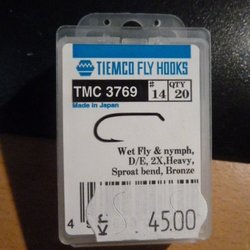 TIEMCO FLY HOOKS
TMC 3769
# 14
QTY 20
Made in Japan
Wet Fly & nymph,
D/E, 2X,Heavy,
Sproat bend, Bronze
45.00